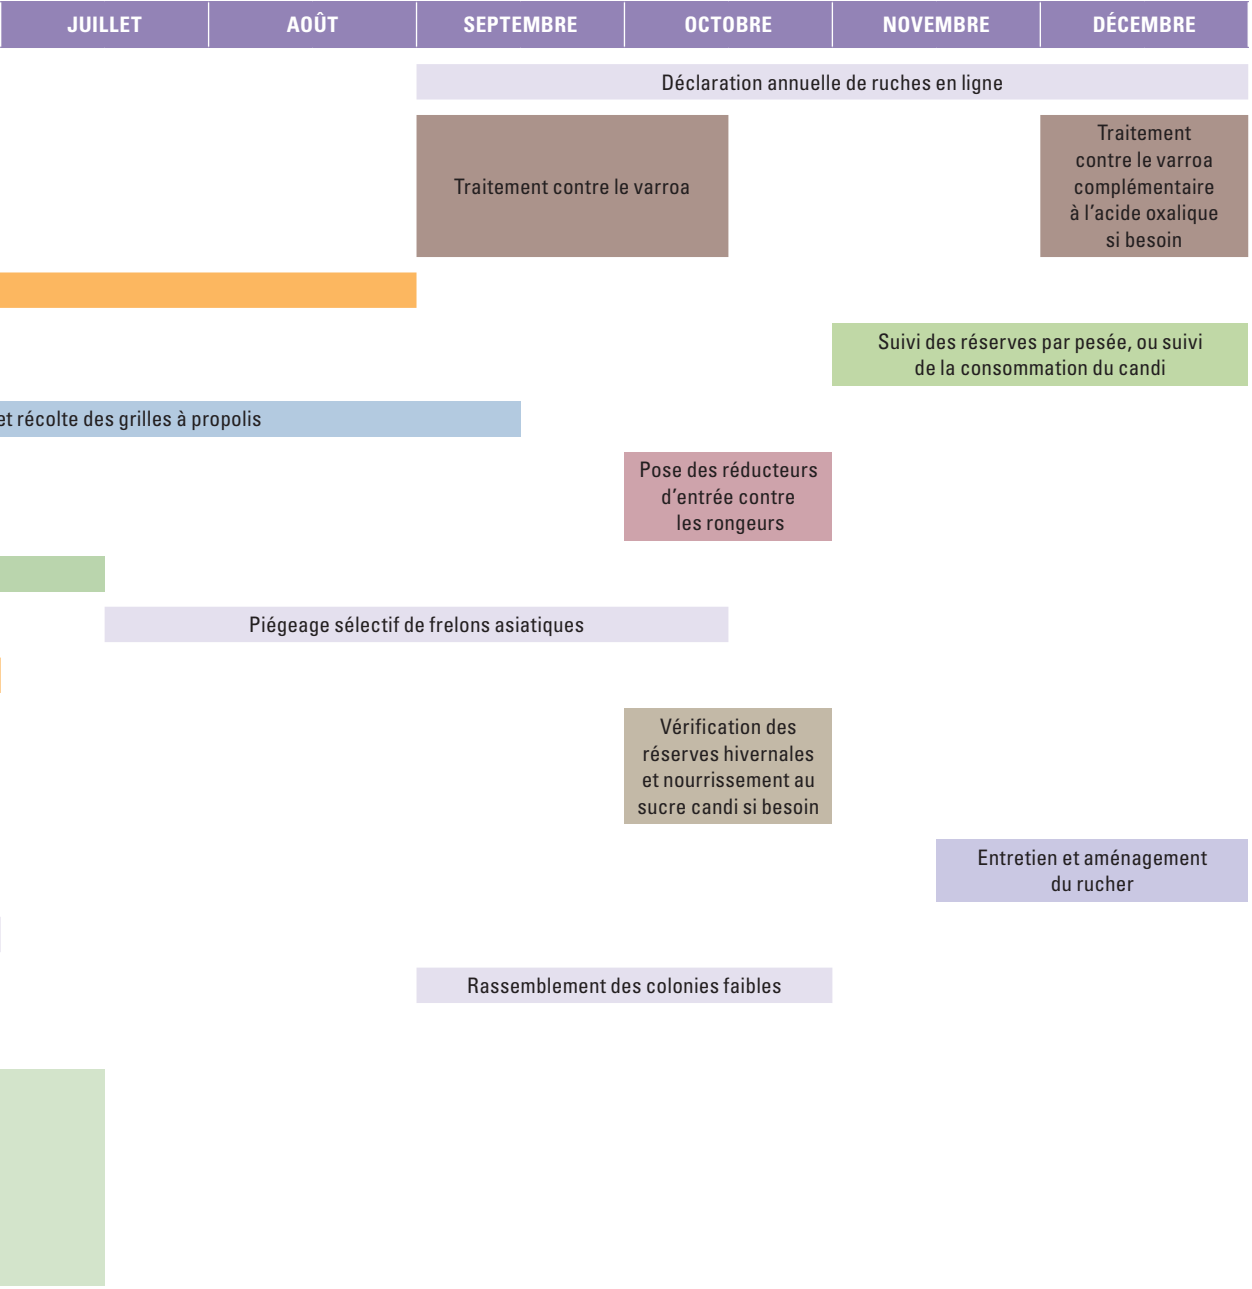 JUILLET AOÛT SEPTEMBRE OCTOBRE NOVEMBRE DÉCEMBRE
Déclaration annuelle de ruches en ligne
Traitement contre le varroa
Traitement
contre le varroa
complémentaire
à l’acide oxalique
si besoin
Suivi des réserves par pesée, ou suivi
de la consommation du candi
et récolte des grilles à propolis
Pose des réducteurs
d’entrée contre
les rongeurs
Piégeage sélectif de frelons asiatiques
Vérification des
réserves hivernales
et nourrissement au
sucre candi si besoin
Entretien et aménagement
du rucher
Rassemblement des colonies faibles